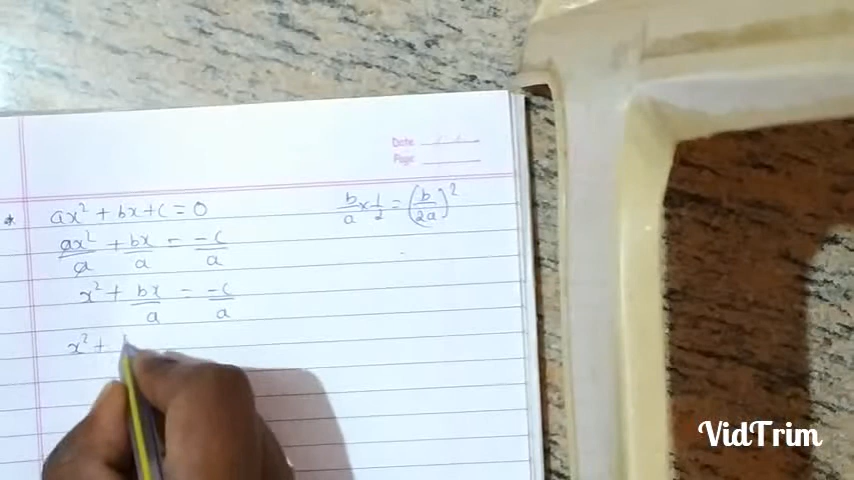 Date
Page
* ax² + bx + c = 0
b/a x 1/2 = (b/2a)²
ax²/a + bx/a = -c/a
x² + bx/a = -c/a
x² + b
VidTrim